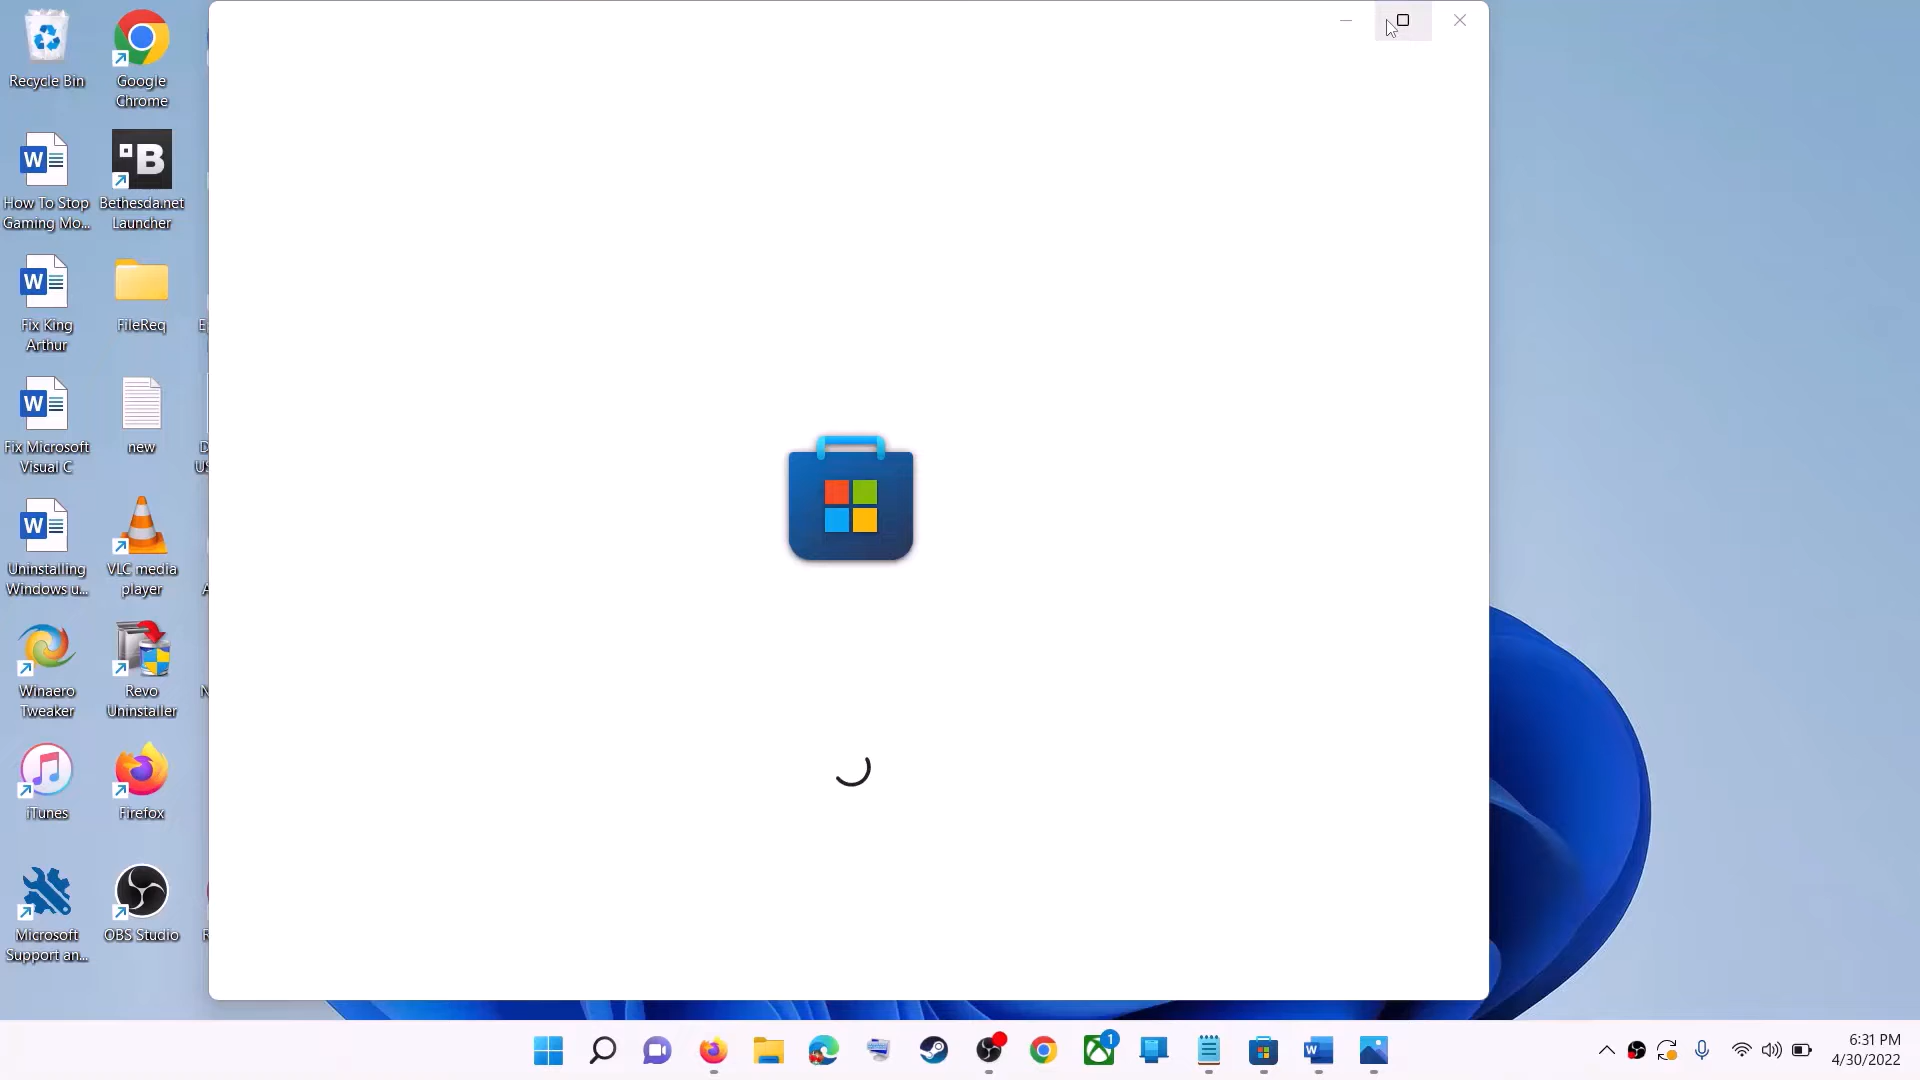 Recycle Bin
Google
Chrome
How To Stop
Gaming Mo...
Bethesda.net
Launcher
Fix King
Arthur
FileReq
Fix Microsoft
Visual C
new
Uninstalling
Windows u...
VLC media
player
Winaero
Tweaker
Revo
Uninstaller
iTunes
Firefox
Microsoft
Support an...
OBS Studio
1
6:31 PM
4/30/2022